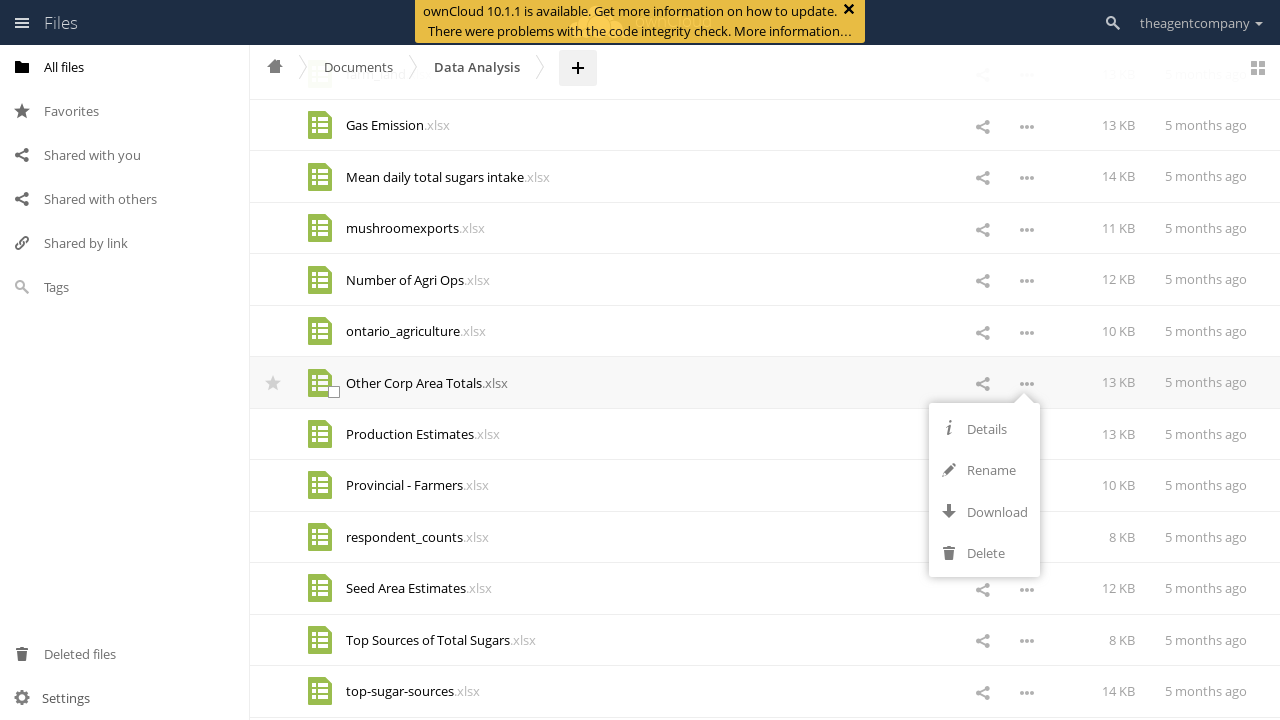 Files
ownCloud 10.1.1 is available. Get more information on how to update.
There were problems with the code integrity check. More information…
theagentcompany
All files
Favorites
Shared with you
Shared with others
Shared by link
Tags
Deleted files
Settings
Documents
Data Analysis
Gas Emission.xlsx 13 KB 5 months ago
Mean daily total sugars intake.xlsx 14 KB 5 months ago
mushroomexports.xlsx 11 KB 5 months ago
Number of Agri Ops.xlsx 12 KB 5 months ago
ontario_agriculture.xlsx 10 KB 5 months ago
Other Corp Area Totals.xlsx 13 KB 5 months ago
Production Estimates.xlsx 13 KB 5 months ago
Provincial - Farmers.xlsx 10 KB 5 months ago
respondent_counts.xlsx 8 KB 5 months ago
Seed Area Estimates.xlsx 12 KB 5 months ago
Top Sources of Total Sugars.xlsx 8 KB 5 months ago
top-sugar-sources.xlsx 14 KB 5 months ago
Details
Rename
Download
Delete